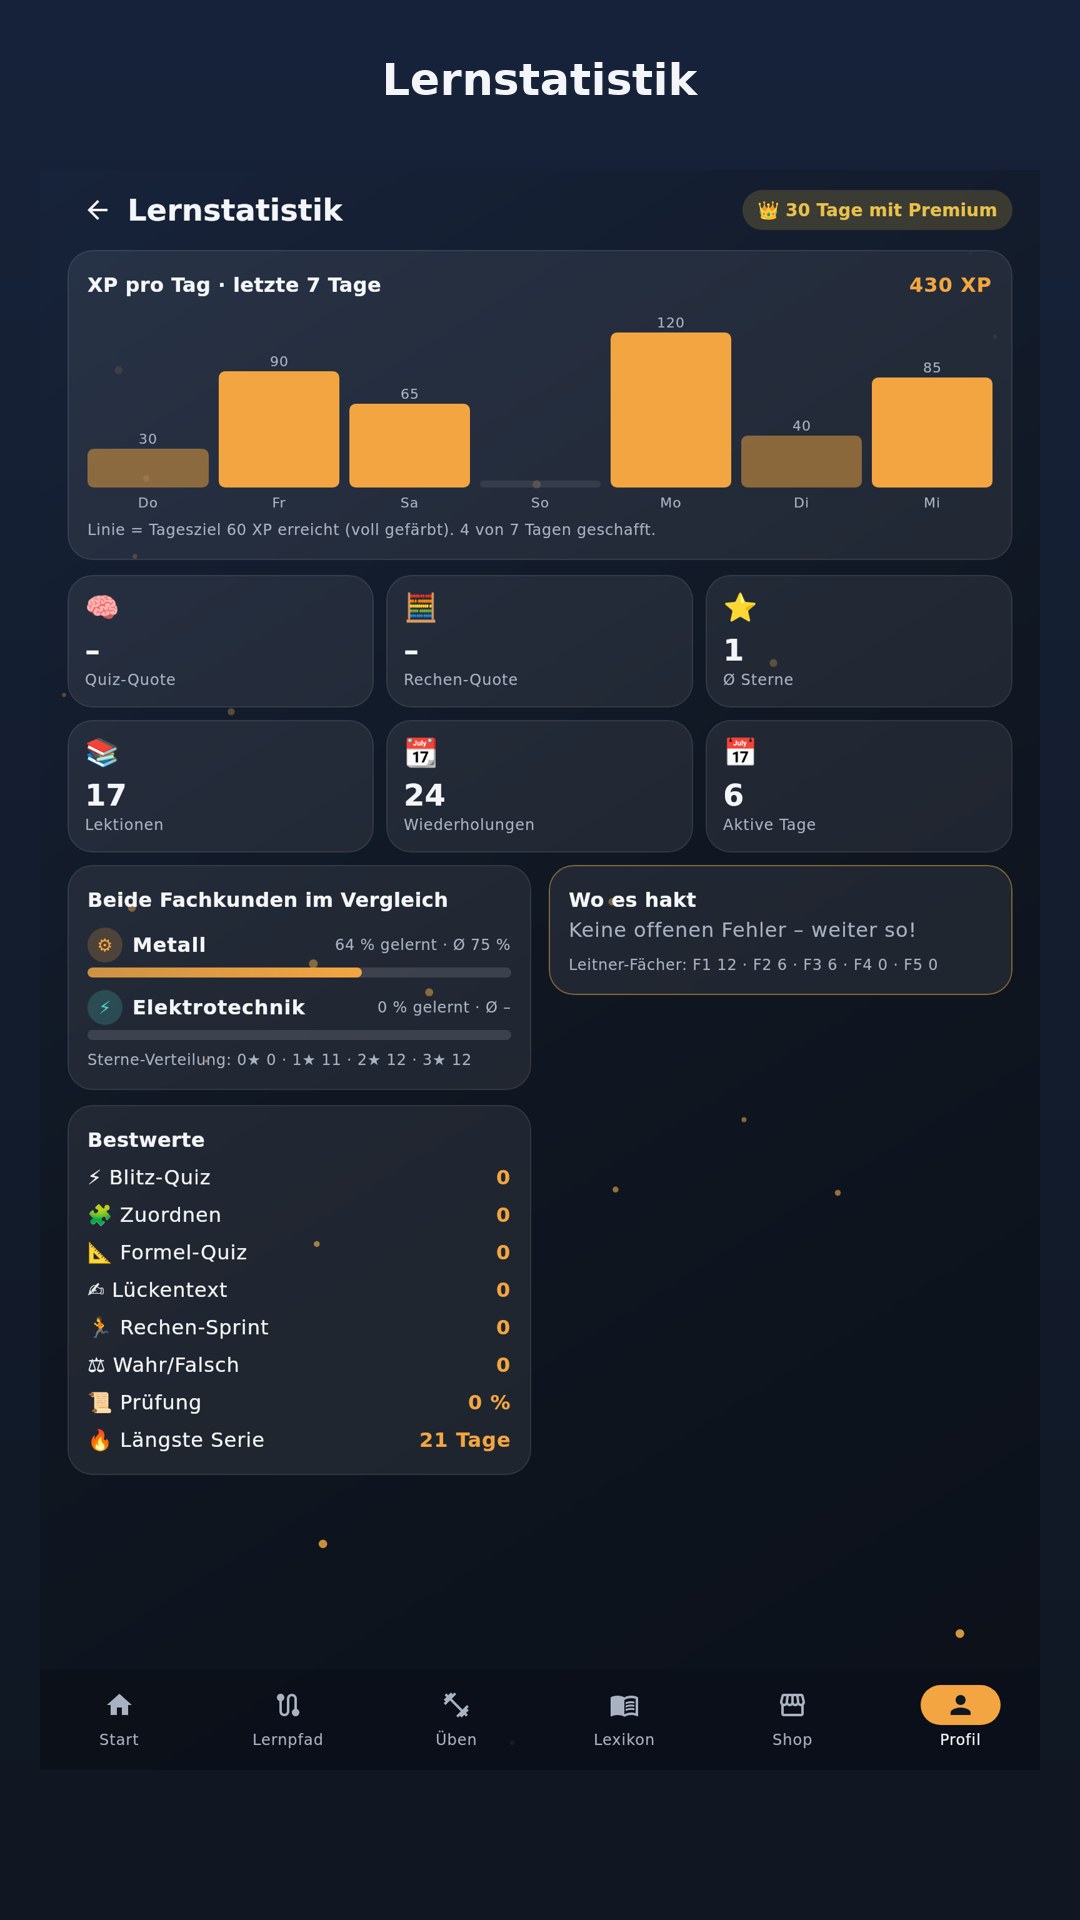 Lernstatistik
Lernstatistik
👑 30 Tage mit Premium
XP pro Tag · letzte 7 Tage
430 XP
30
90
65
120
40
85
Do
Fr
Sa
So
Mo
Di
Mi
Linie = Tagesziel 60 XP erreicht (voll gefärbt). 4 von 7 Tagen geschafft.
–
Quiz-Quote
–
Rechen-Quote
1
Ø Sterne
17
Lektionen
July
24
Wiederholungen
July
17
6
Aktive Tage
Beide Fachkunden im Vergleich
Metall
64 % gelernt · Ø 75 %
Elektrotechnik
0 % gelernt · Ø –
Sterne-Verteilung: 0★ 0 · 1★ 11 · 2★ 12 · 3★ 12
Wo es hakt
Keine offenen Fehler – weiter so!
Leitner-Fächer: F1 12 · F2 6 · F3 6 · F4 0 · F5 0
Bestwerte
⚡ Blitz-Quiz 0
🧩 Zuordnen 0
📐 Formel-Quiz 0
✍ Lückentext 0
🏃 Rechen-Sprint 0
⚖ Wahr/Falsch 0
📜 Prüfung 0 %
🔥 Längste Serie 21 Tage
Start
Lernpfad
Üben
Lexikon
Shop
Profil